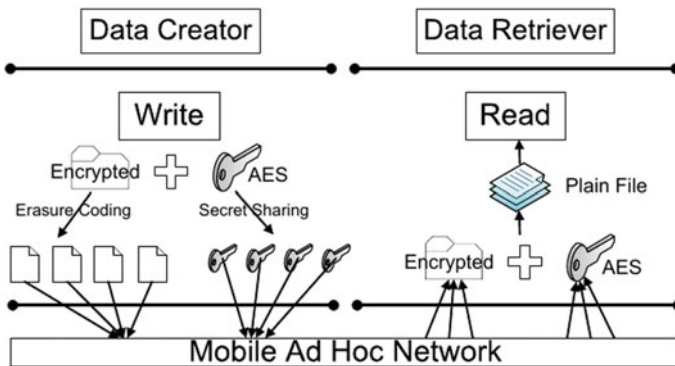 Data Creator
Data Retriever
Write
Read
Encrypted
AES
Plain File
Erasure Coding
Secret Sharing
Encrypted
AES
Mobile Ad Hoc Network